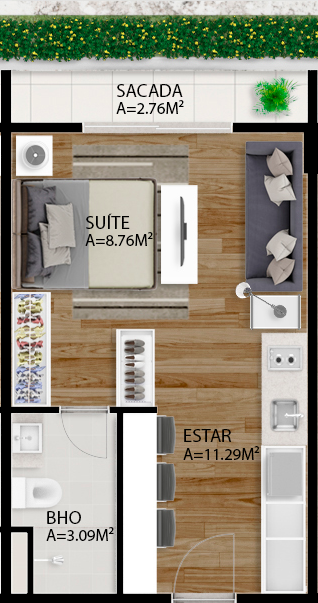 SACADA
A=2.76M²
SUÍTE
A=8.76M²
ESTAR
A=11.29M²
BHO
A=3.09M²